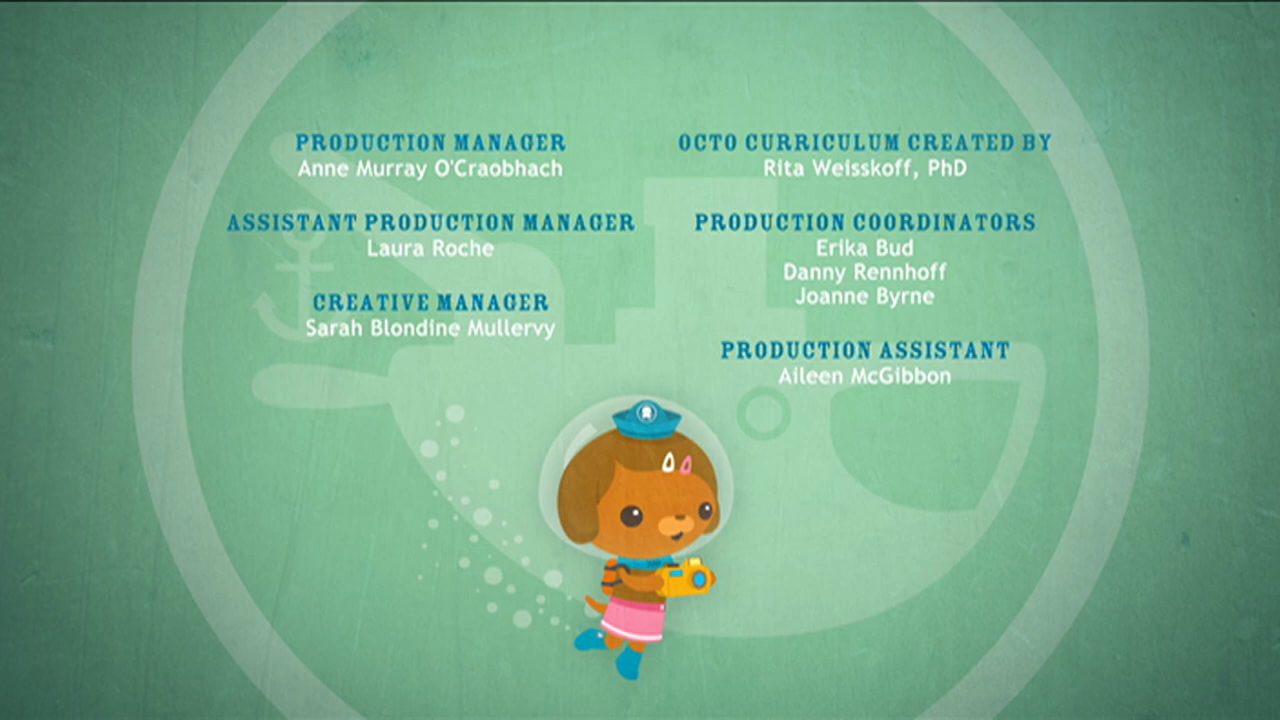 PRODUCTION MANAGER
Anne Murray O'Craobhach
ASSISTANT PRODUCTION MANAGER
Laura Roche
CREATIVE MANAGER
Sarah Blondine Mullervy
OCTO CURRICULUM CREATED BY
Rita Weisskoff, PhD
PRODUCTION COORDINATORS
Erika Bud
Danny Rennhoff
Joanne Byrne
PRODUCTION ASSISTANT
Aileen McGibbon